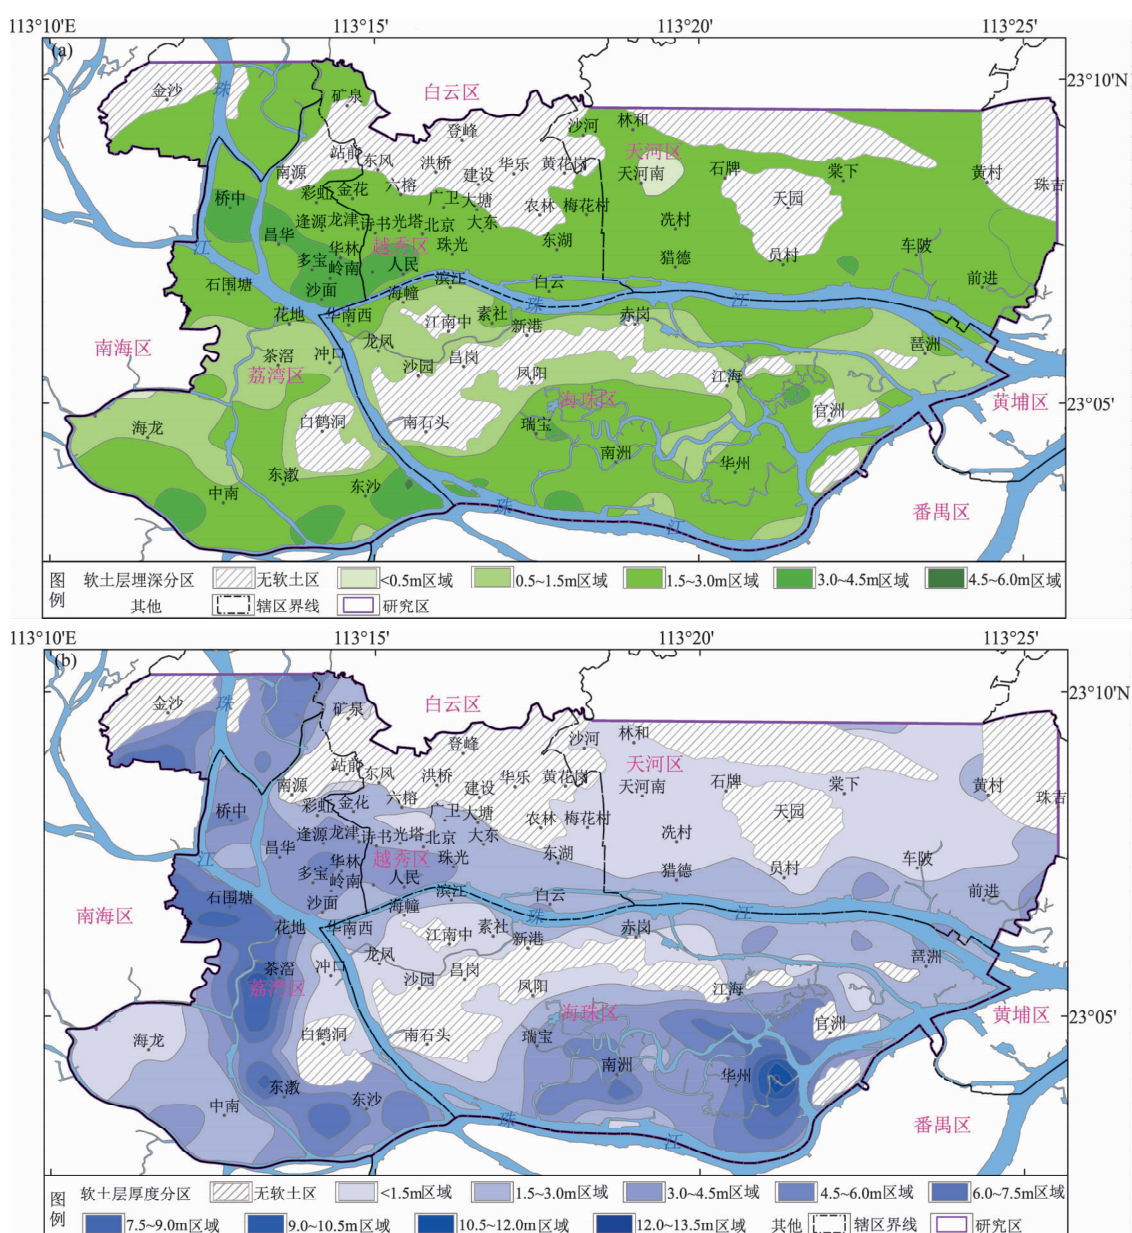 113°10'E 113°15' 113°20' 113°25'
(a)
23°10'N
金沙 珠 矿泉 白云区 登峰 沙河 林和
天河区
站前 东风 洪桥 华乐 黄花岗 石牌 棠下 黄村
南源 六榕 建设 天河南 珠吉
桥中 彩虹 金花 广卫 大塘 农林 梅花村 天园
逢源 龙津 诗书 光塔 北京 大东 冼村
昌华 华林 越秀区 珠光 东湖 车陂
江 多宝 岭南 人民 猎德 员村
石围塘 沙面 海幢 滨江 白云 前进
珠 江
花地 华南西 江南中 素社 新港 赤岗
南海区 龙凤 琶洲
茶滘 冲口 沙园 昌岗 凤阳 江海
荔湾区 海珠区 黄埔区
23°05'
海龙 白鹤洞 南石头 瑞宝 官洲
南洲 华州
东漖 东沙
中南 珠 江 番禺区
图例 软土层埋深分区 无软土区 <0.5m区域 0.5~1.5m区域 1.5~3.0m区域 3.0~4.5m区域 4.5~6.0m区域
其他 辖区界线 研究区
113°10'E 113°15' 113°20' 113°25'
(b)
23°10'N
金沙 珠 矿泉 白云区 登峰 沙河 林和
天河区
站前 东风 洪桥 华乐 黄花岗 石牌 棠下 黄村
南源 六榕 建设 天河南 珠吉
桥中 彩虹 金花 广卫 大塘 农林 梅花村 天园
逢源 龙津 诗书 光塔 北京 大东 冼村
昌华 华林 越秀区 珠光 东湖 车陂
江 多宝 岭南 人民 猎德 员村
石围塘 沙面 海幢 滨江 白云 前进
珠 江
花地 华南西 江南中 素社 新港 赤岗
南海区 龙凤 琶洲
茶滘 冲口 沙园 昌岗 凤阳 江海
荔湾区 海珠区 黄埔区
23°05'
海龙 白鹤洞 南石头 瑞宝 官洲
南洲 华州
东漖 东沙
中南 珠 江 番禺区
图例 软土层厚度分区 无软土区 <1.5m区域 1.5~3.0m区域 3.0~4.5m区域 4.5~6.0m区域 6.0~7.5m区域
7.5~9.0m区域 9.0~10.5m区域 10.5~12.0m区域 12.0~13.5m区域 其他 辖区界线 研究区